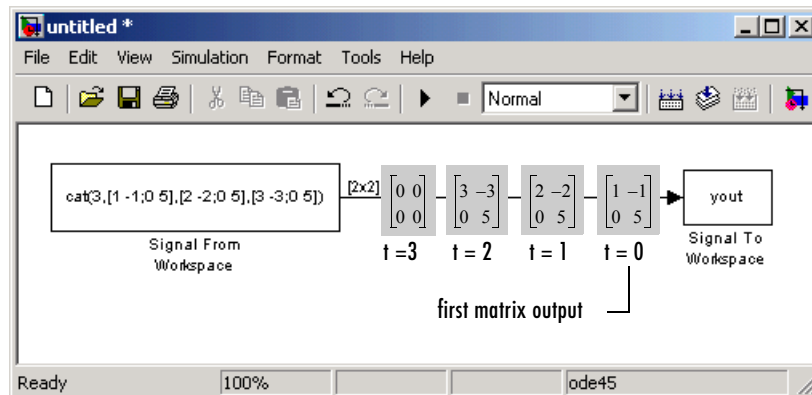 untitled *
File Edit View Simulation Format Tools Help
Normal
cat(3,[1 -1;0 5],[2 -2;0 5],[3 -3;0 5])
Signal From
Workspace
[2x2]
0 0
0 0
t =3
3 –3
0 5
t = 2
2 –2
0 5
t = 1
1 –1
0 5
t = 0
yout
Signal To
Workspace
first matrix output
Ready 100% ode45